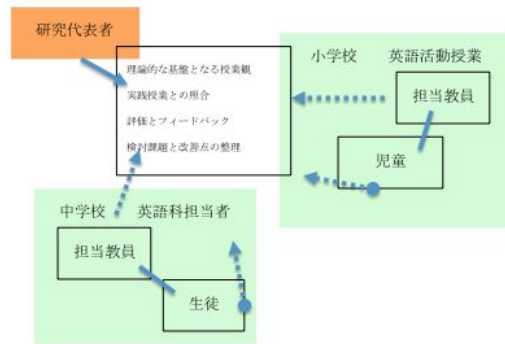 研究代表者
理論的な基盤となる授業観
実践授業との照合
評価とフィードバック
検討課題と改善点の整理
小学校　英語活動授業
担当教員
児童
中学校　英語科担当者
担当教員
生徒